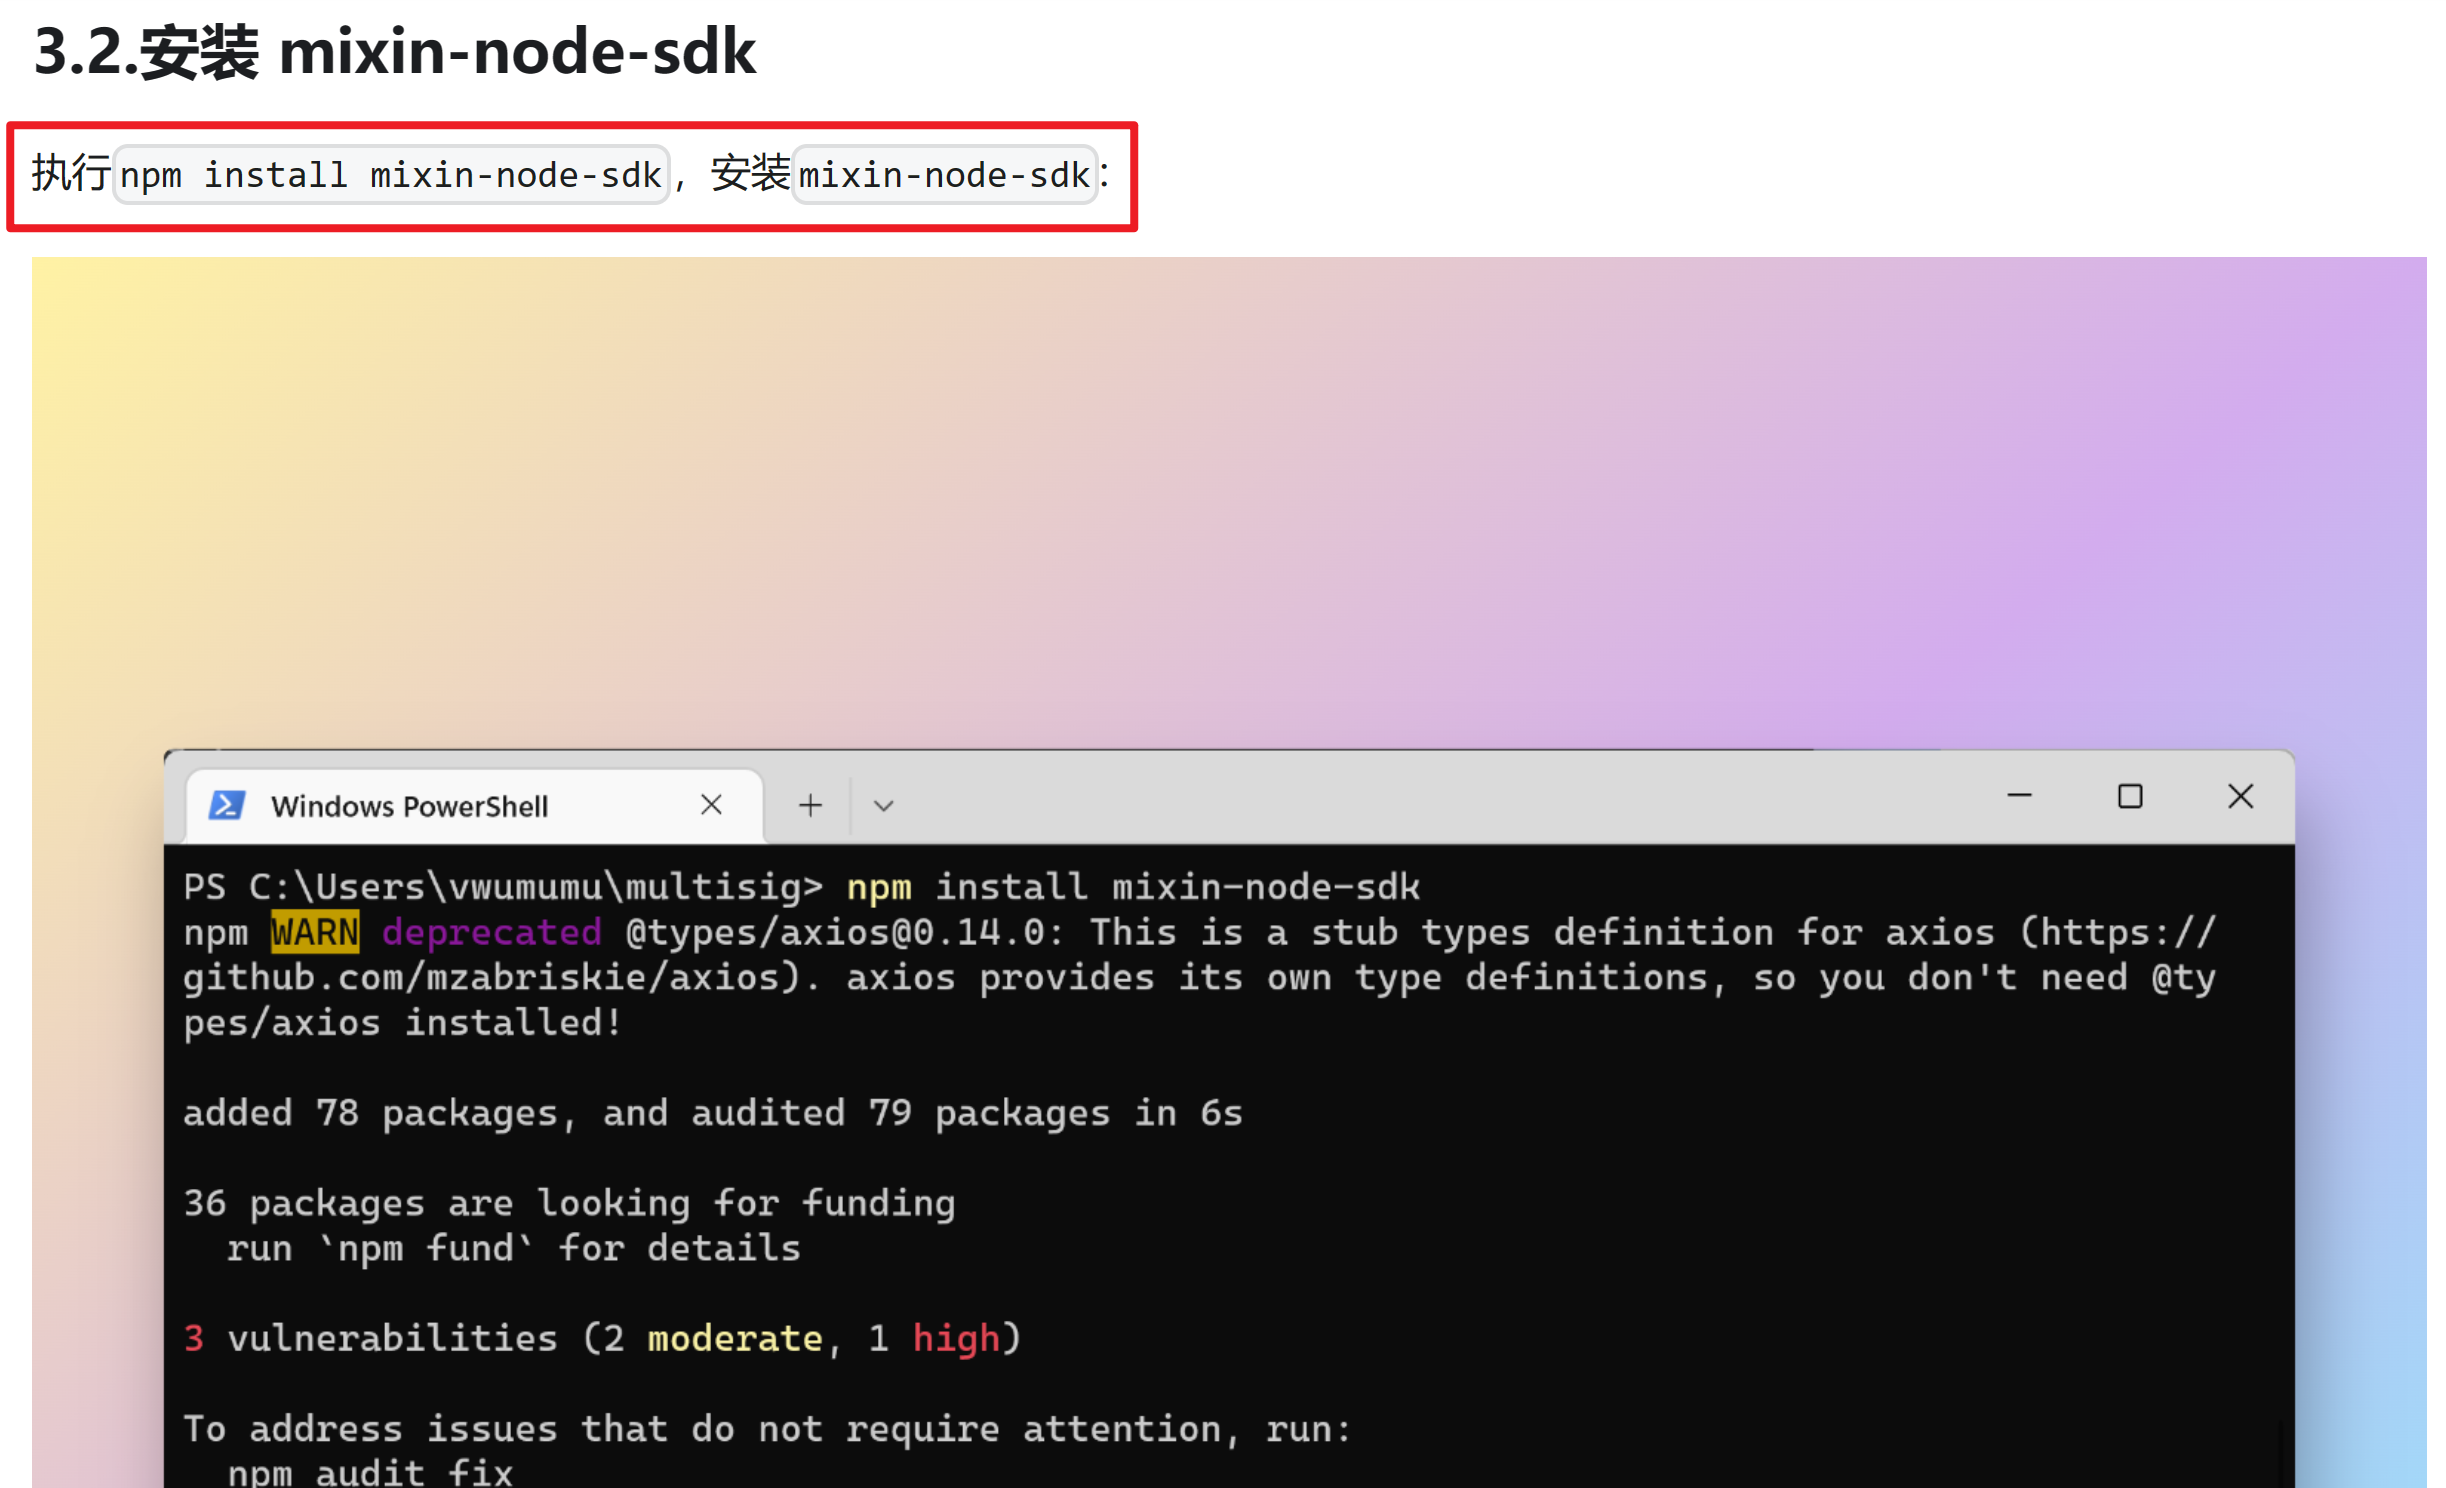 3.2.安装 mixin-node-sdk
执行npm install mixin-node-sdk，安装mixin-node-sdk：
Windows PowerShell
PS C:\Users\vwumumu\multisig> npm install mixin-node-sdk
npm WARN deprecated @types/axios@0.14.0: This is a stub types definition for axios (https://
github.com/mzabriskie/axios). axios provides its own type definitions, so you don't need @ty
pes/axios installed!
added 78 packages, and audited 79 packages in 6s
36 packages are looking for funding
run `npm fund` for details
3 vulnerabilities (2 moderate, 1 high)
To address issues that do not require attention, run:
npm audit fix